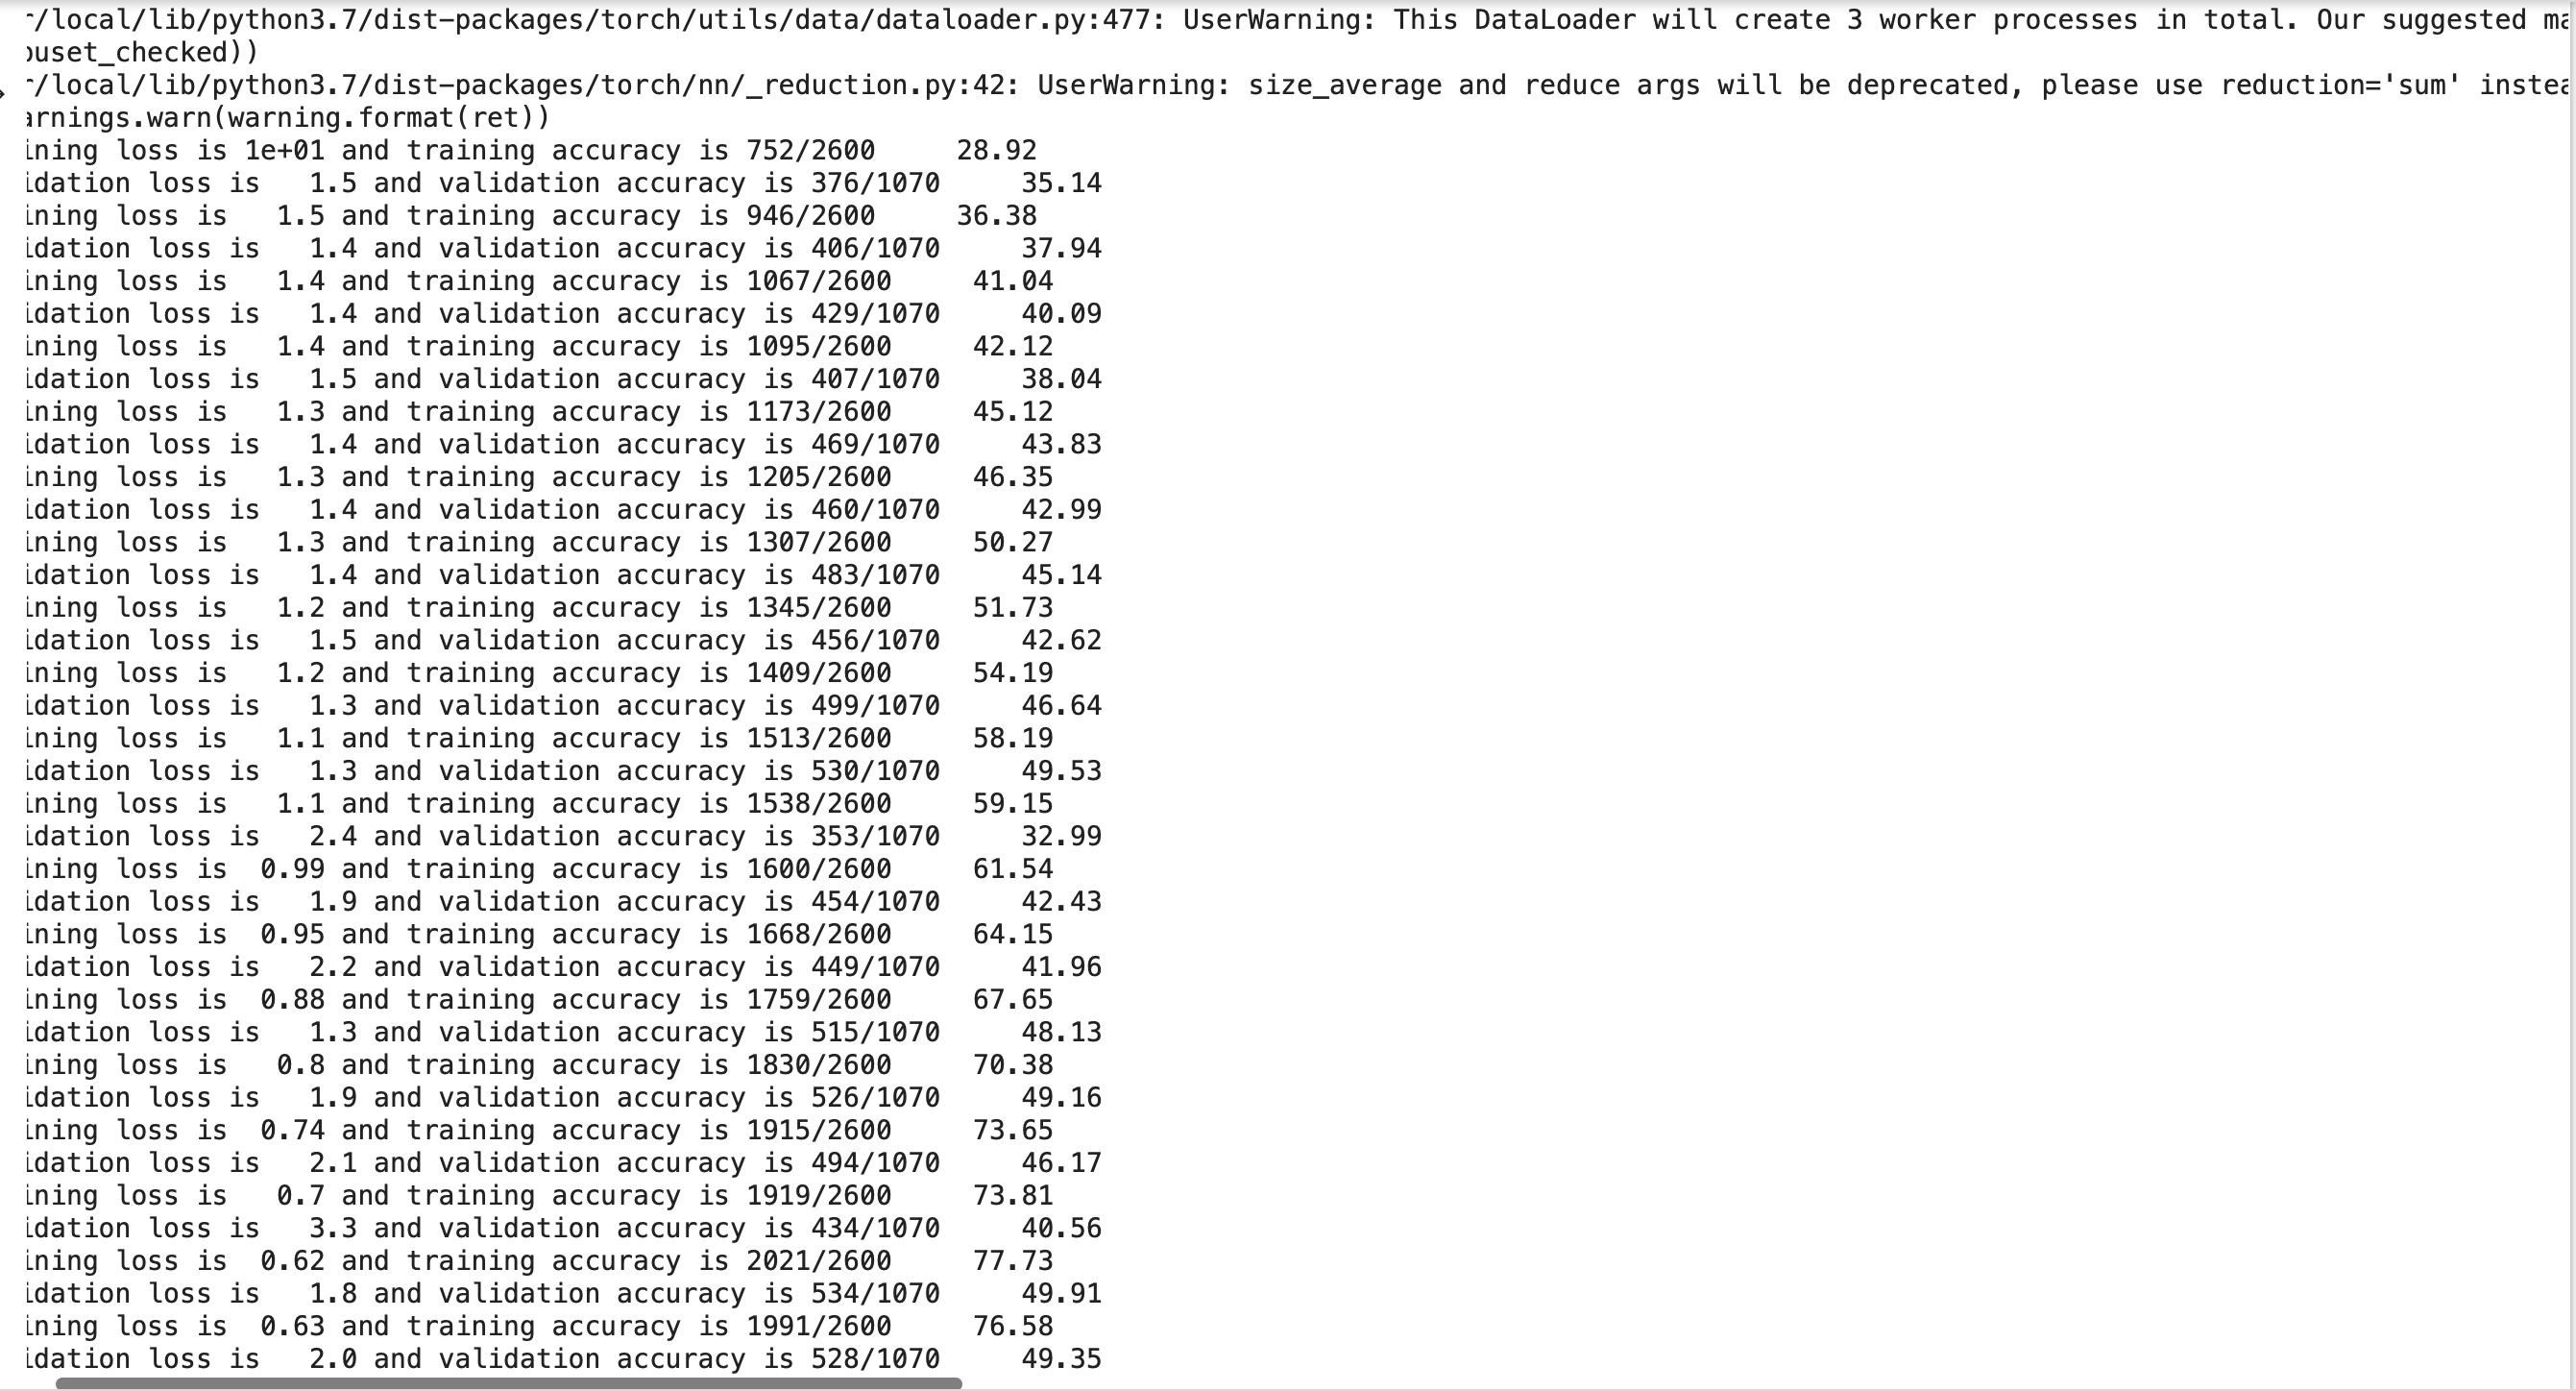 r/local/lib/python3.7/dist-packages/torch/utils/data/dataloader.py:477: UserWarning: This DataLoader will create 3 worker processes in total. Our suggested ma
puset_checked))
r/local/lib/python3.7/dist-packages/torch/nn/_reduction.py:42: UserWarning: size_average and reduce args will be deprecated, please use reduction='sum' instea
arnings.warn(warning.format(ret))
ining loss is 1e+01 and training accuracy is 752/2600     28.92
idation loss is   1.5 and validation accuracy is 376/1070     35.14
ining loss is   1.5 and training accuracy is 946/2600     36.38
idation loss is   1.4 and validation accuracy is 406/1070     37.94
ining loss is   1.4 and training accuracy is 1067/2600     41.04
idation loss is   1.4 and validation accuracy is 429/1070     40.09
ining loss is   1.4 and training accuracy is 1095/2600     42.12
idation loss is   1.5 and validation accuracy is 407/1070     38.04
ining loss is   1.3 and training accuracy is 1173/2600     45.12
idation loss is   1.4 and validation accuracy is 469/1070     43.83
ining loss is   1.3 and training accuracy is 1205/2600     46.35
idation loss is   1.4 and validation accuracy is 460/1070     42.99
ining loss is   1.3 and training accuracy is 1307/2600     50.27
idation loss is   1.4 and validation accuracy is 483/1070     45.14
ining loss is   1.2 and training accuracy is 1345/2600     51.73
idation loss is   1.5 and validation accuracy is 456/1070     42.62
ining loss is   1.2 and training accuracy is 1409/2600     54.19
idation loss is   1.3 and validation accuracy is 499/1070     46.64
ining loss is   1.1 and training accuracy is 1513/2600     58.19
idation loss is   1.3 and validation accuracy is 530/1070     49.53
ining loss is   1.1 and training accuracy is 1538/2600     59.15
idation loss is   2.4 and validation accuracy is 353/1070     32.99
ining loss is  0.99 and training accuracy is 1600/2600     61.54
idation loss is   1.9 and validation accuracy is 454/1070     42.43
ining loss is  0.95 and training accuracy is 1668/2600     64.15
idation loss is   2.2 and validation accuracy is 449/1070     41.96
ining loss is  0.88 and training accuracy is 1759/2600     67.65
idation loss is   1.3 and validation accuracy is 515/1070     48.13
ining loss is   0.8 and training accuracy is 1830/2600     70.38
idation loss is   1.9 and validation accuracy is 526/1070     49.16
ining loss is  0.74 and training accuracy is 1915/2600     73.65
idation loss is   2.1 and validation accuracy is 494/1070     46.17
ining loss is   0.7 and training accuracy is 1919/2600     73.81
idation loss is   3.3 and validation accuracy is 434/1070     40.56
ining loss is  0.62 and training accuracy is 2021/2600     77.73
idation loss is   1.8 and validation accuracy is 534/1070     49.91
ining loss is  0.63 and training accuracy is 1991/2600     76.58
idation loss is   2.0 and validation accuracy is 528/1070     49.35